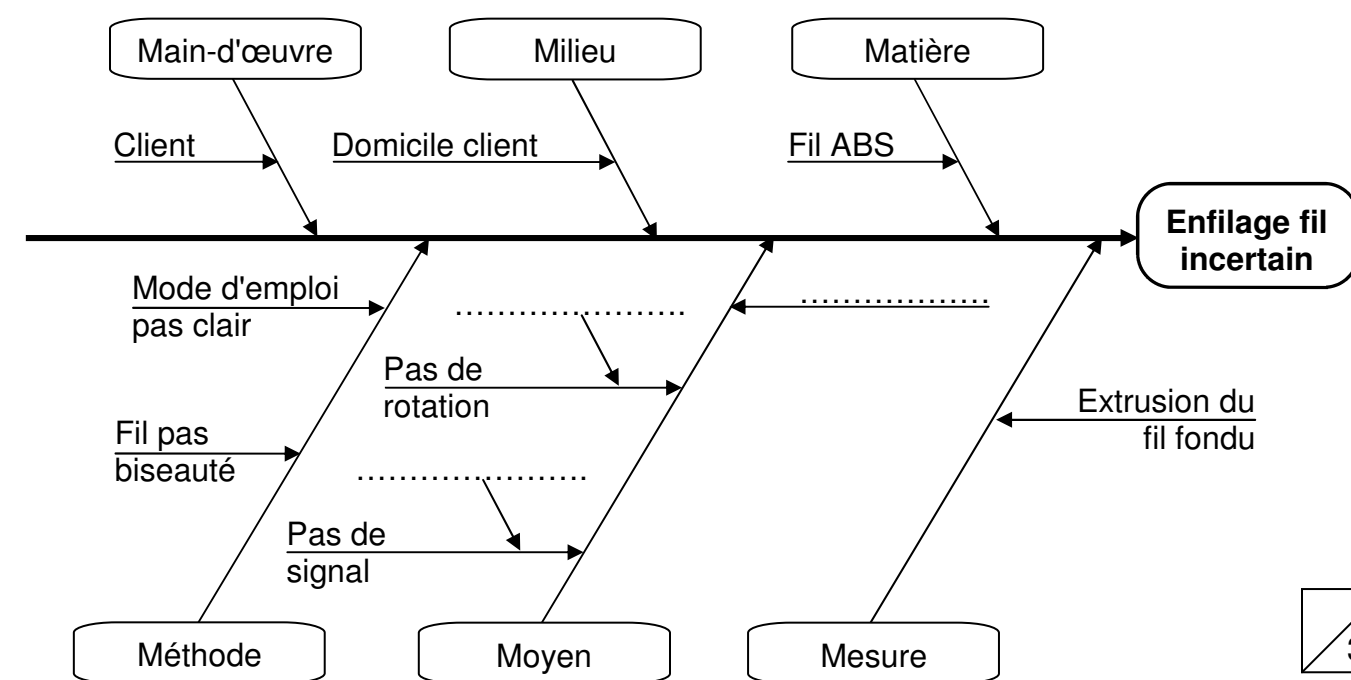 Main-d'œuvre
Milieu
Matière
Client
Domicile client
Fil ABS
Enfilage fil
incertain
Mode d'emploi
pas clair
......................
..................
Pas de
rotation
Extrusion du
fil fondu
Fil pas
biseauté
......................
Pas de
signal
Méthode
Moyen
Mesure